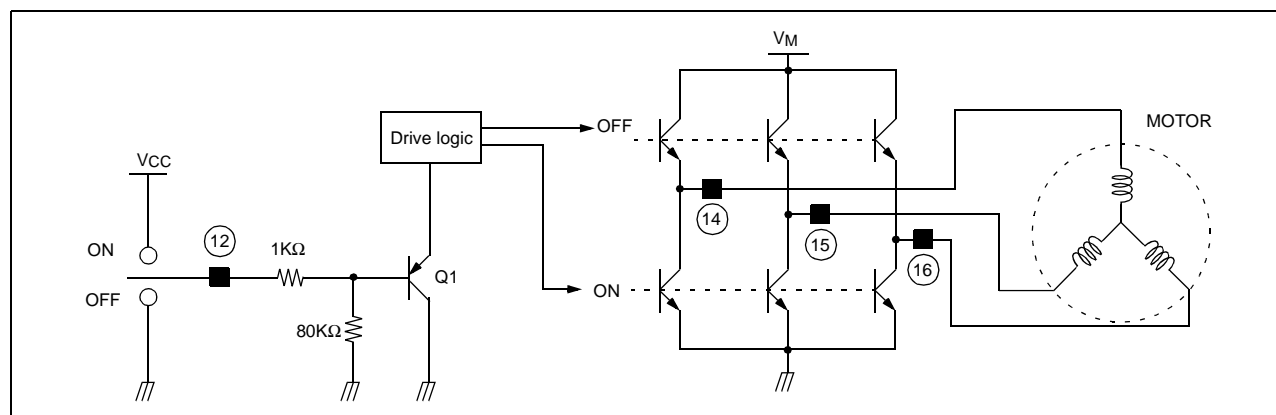 VM
Drive logic
OFF
MOTOR
VCC
14
12
15
ON
1KΩ
16
Q1
OFF
ON
80KΩ